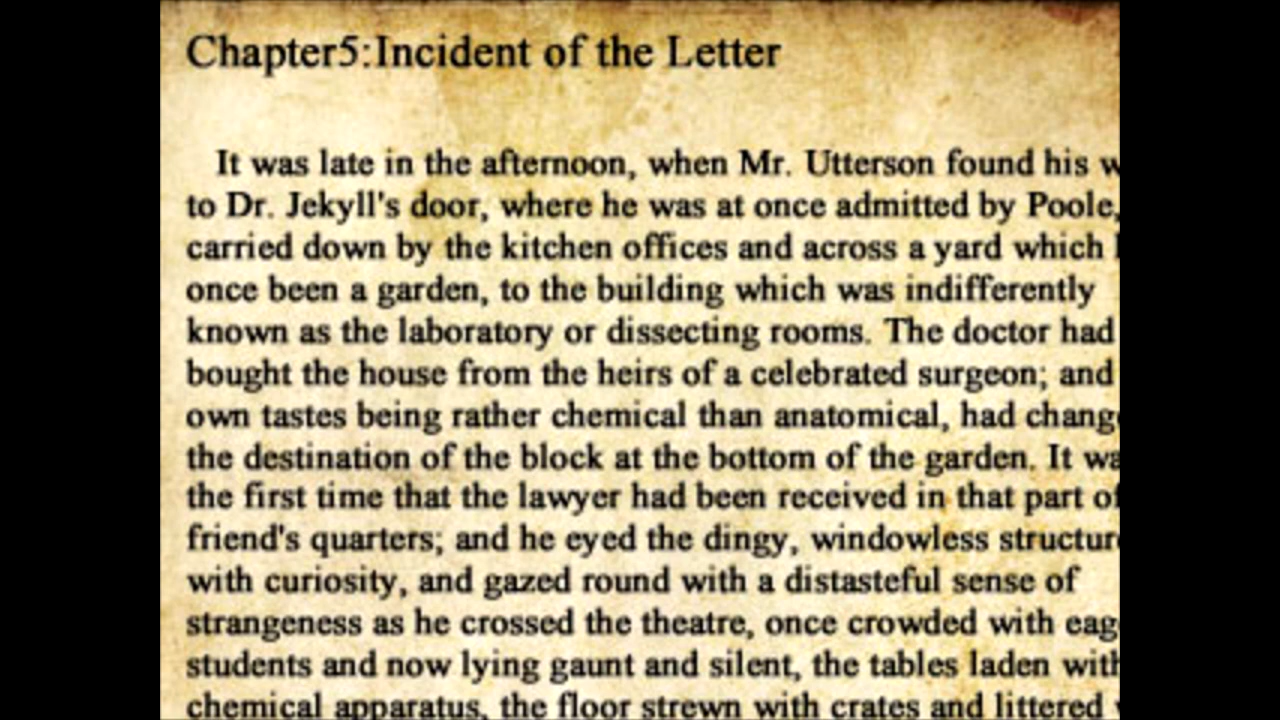 Chapter5:Incident of the Letter
It was late in the afternoon, when Mr. Utterson found his
to Dr. Jekyll's door, where he was at once admitted by Poole,
carried down by the kitchen offices and across a yard which
once been a garden, to the building which was indifferently
known as the laboratory or dissecting rooms. The doctor had
bought the house from the heirs of a celebrated surgeon; and
own tastes being rather chemical than anatomical, had chang
the destination of the block at the bottom of the garden. It wa
the first time that the lawyer had been received in that part of
friend's quarters; and he eyed the dingy, windowless structur
with curiosity, and gazed round with a distasteful sense of
strangeness as he crossed the theatre, once crowded with eag
students and now lying gaunt and silent, the tables laden with
chemical apparatus, the floor strewn with crates and littered